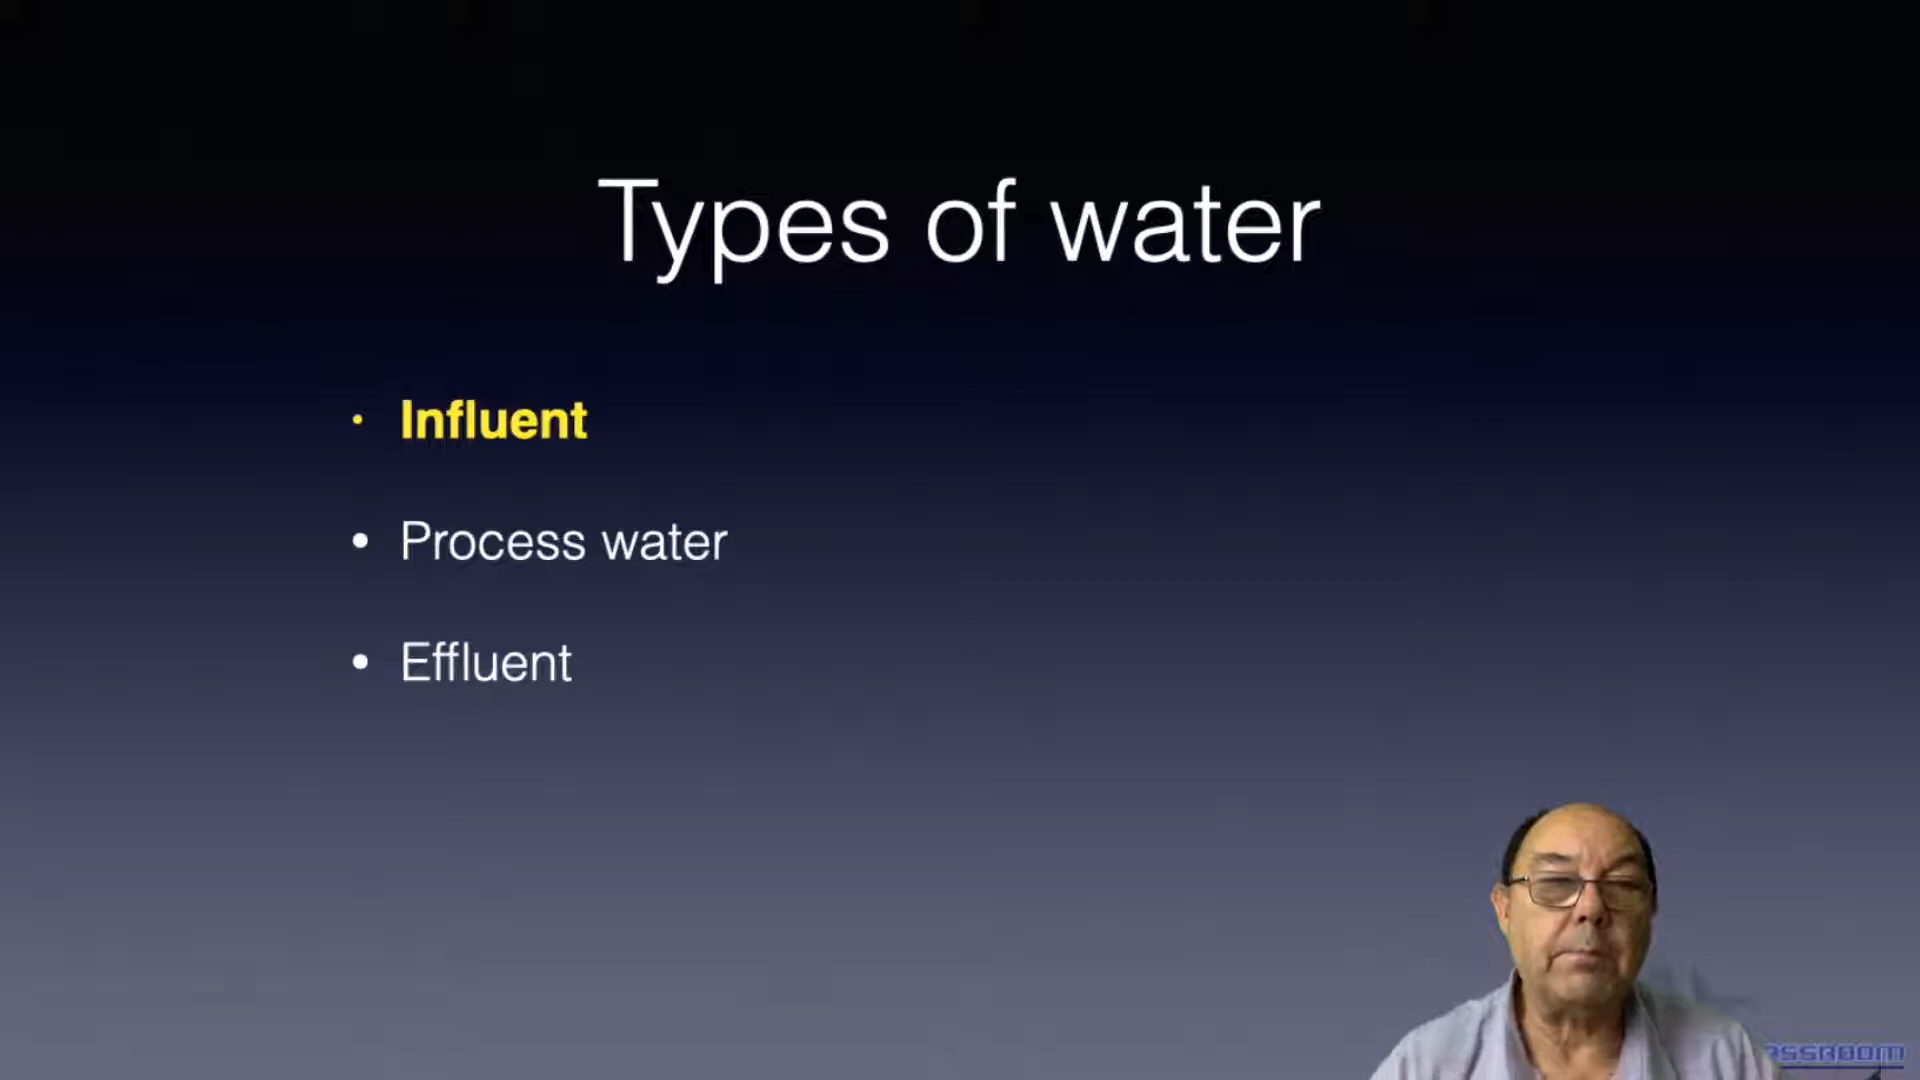 Types of water
• Influent
• Process water
• Effluent